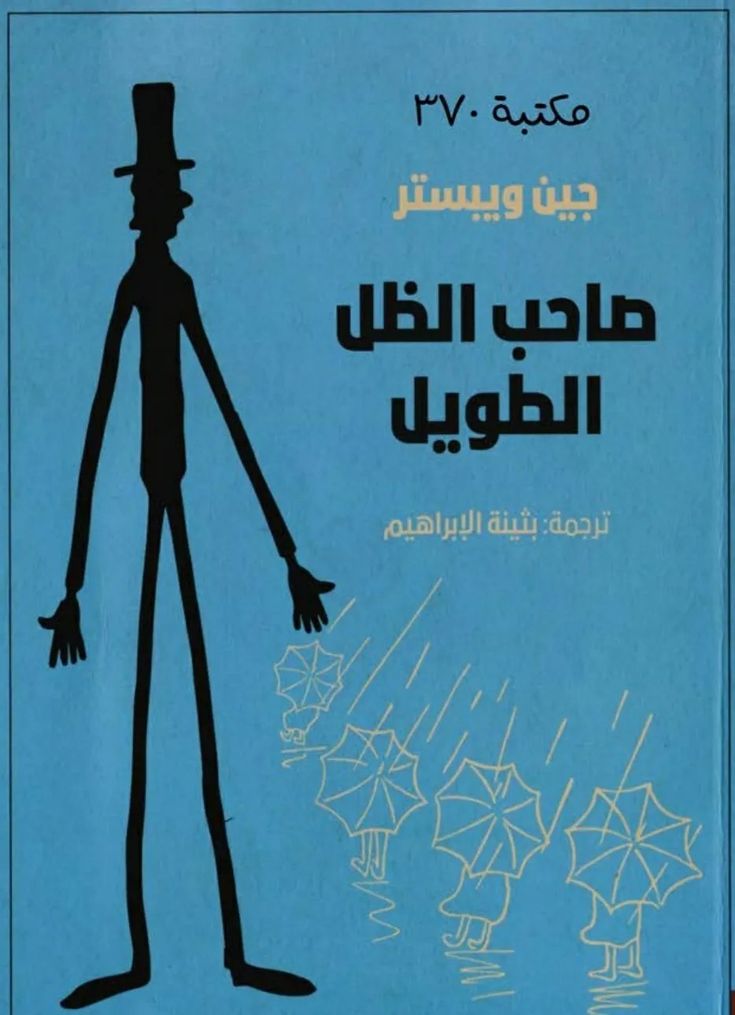 مكتبة ٣٧٠
جين ويبستر
صاحب الظل
الطويل
ترجمة: بثينة الإبراهيم